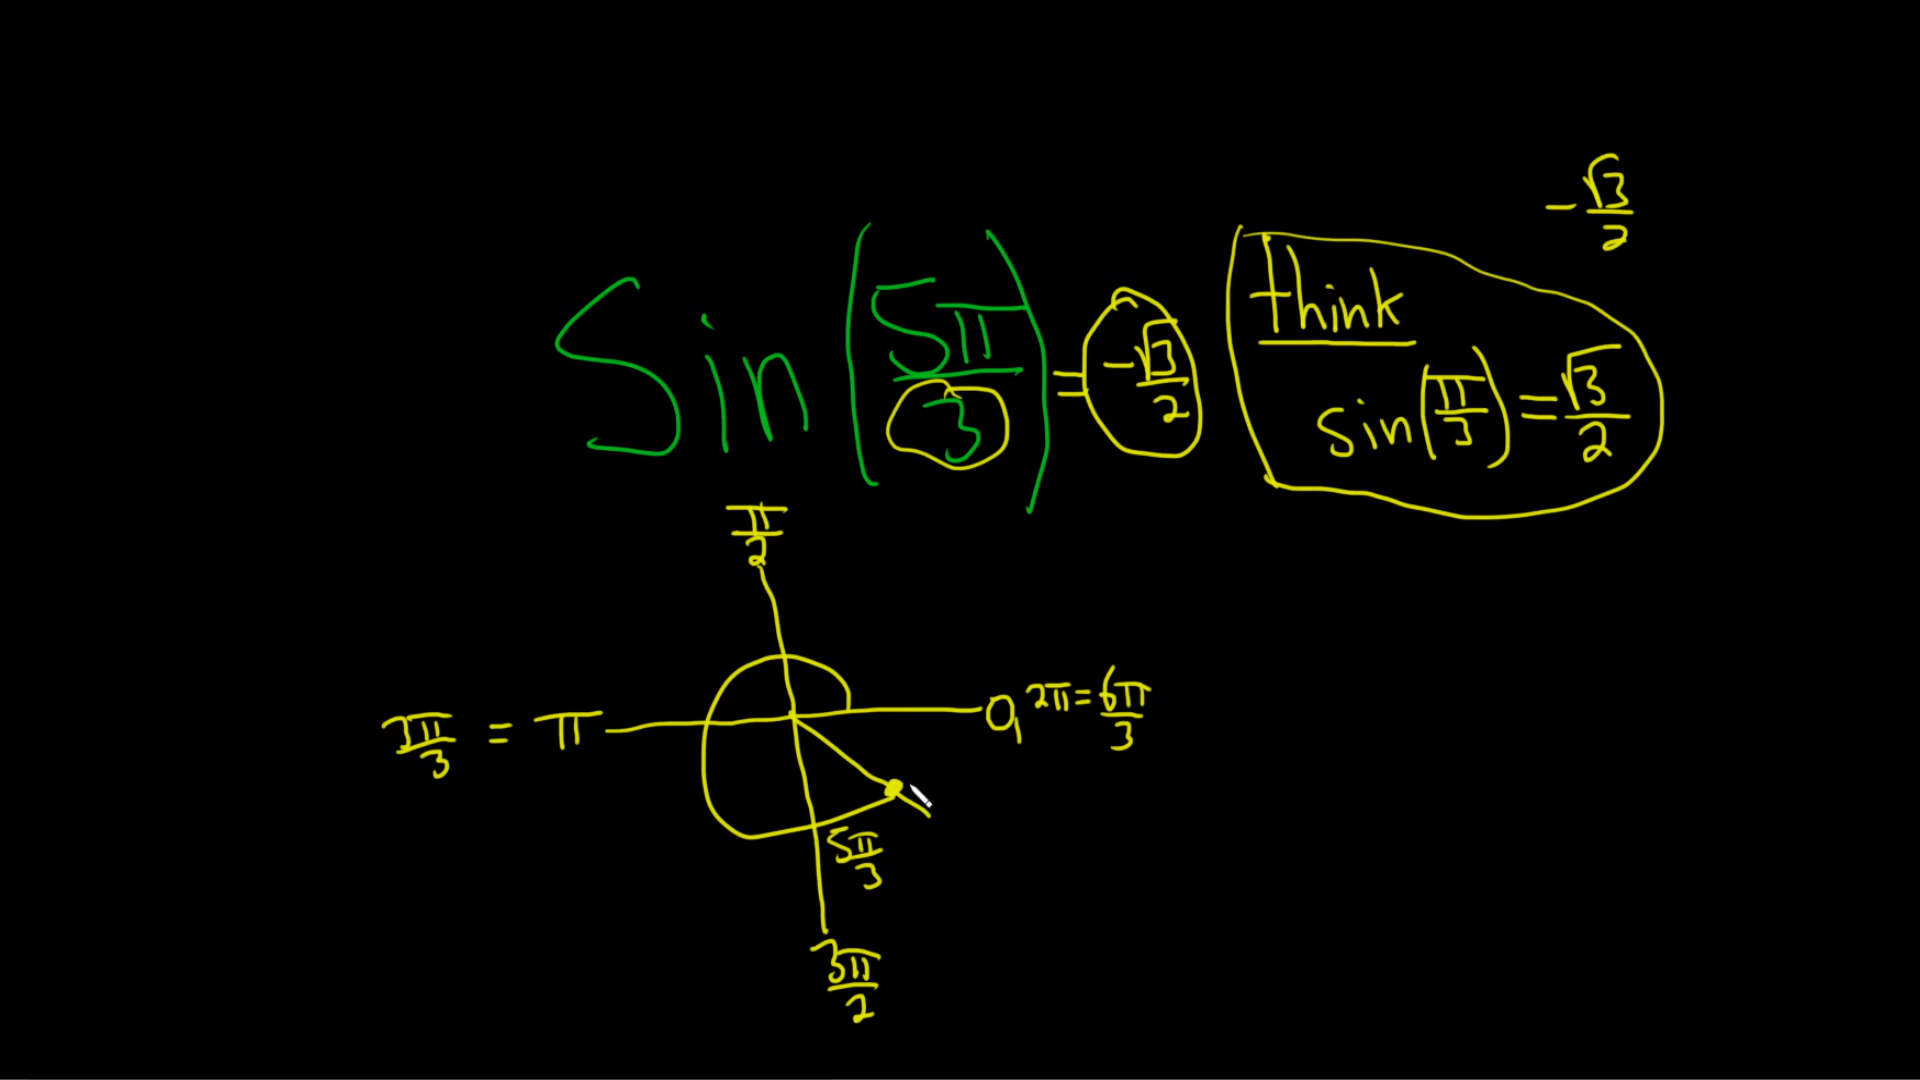 -√3/2
Sin(5π/3) = -√3/2
think
sin(π/3) = √3/2
π/2
3π/3 = π
0, 2π = 6π/3
5π/3
3π/2